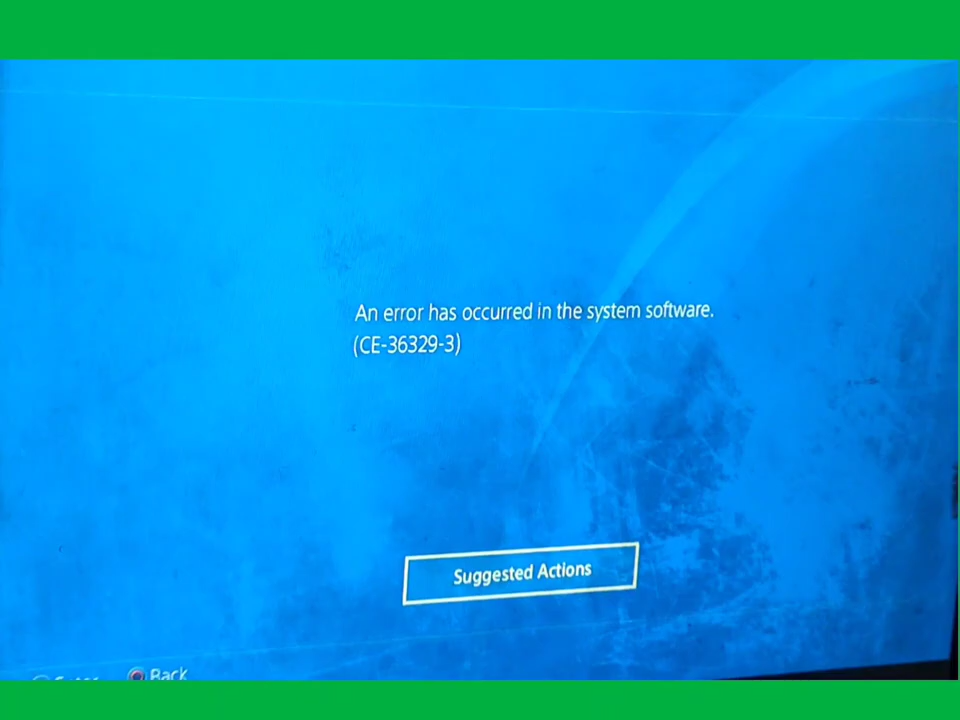 An error has occurred in the system software.
(CE-36329-3)
Suggested Actions
Back